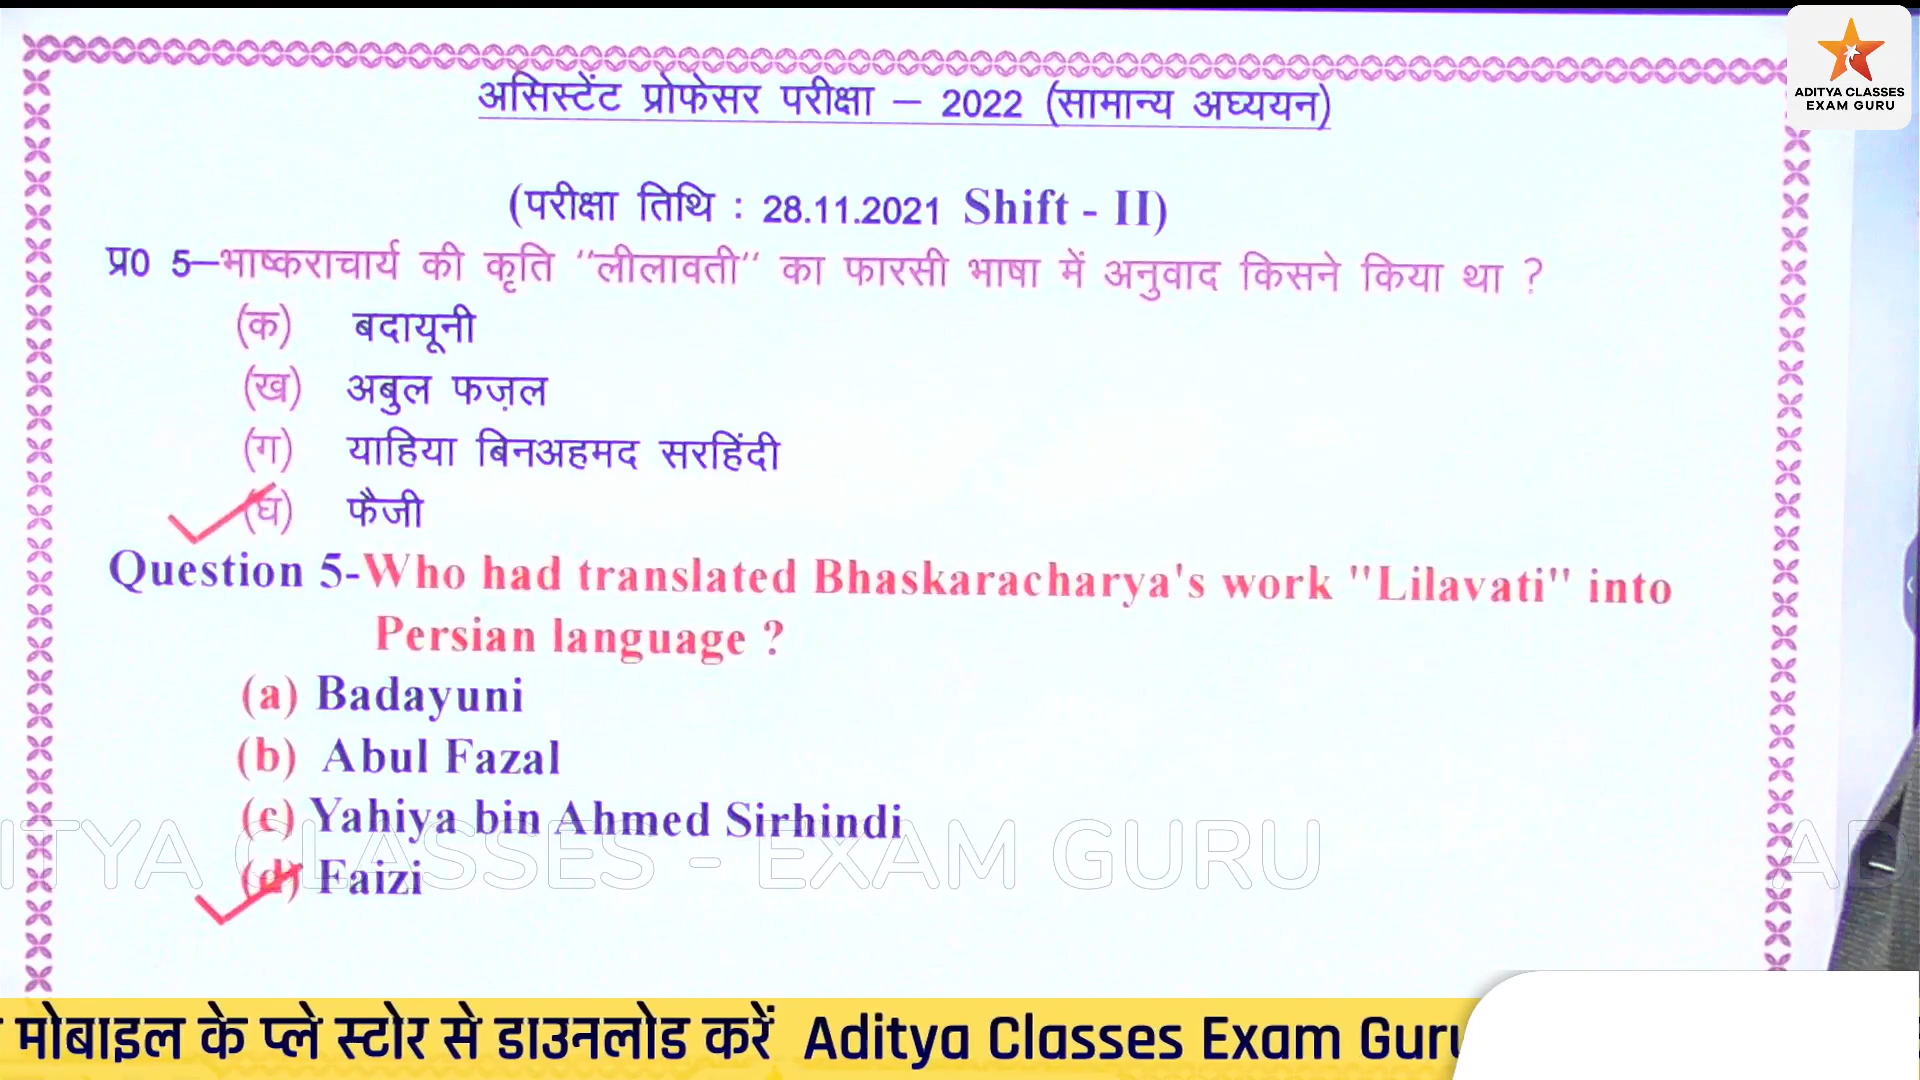 ADITYA CLASSES
EXAM GURU
असिस्टेंट प्रोफेसर परीक्षा – 2022 (सामान्य अघ्ययन)
(परीक्षा तिथि : 28.11.2021 Shift - II)
प्र0 5–भाष्कराचार्य की कृति ''लीलावती'' का फारसी भाषा में अनुवाद किसने किया था ?
(क) बदायूनी
(ख) अबुल फज़ल
(ग) याहिया बिनअहमद सरहिंदी
(घ) फैजी
Question 5-Who had translated Bhaskaracharya's work "Lilavati" into
Persian language ?
(a) Badayuni
(b) Abul Fazal
(c) Yahiya bin Ahmed Sirhindi
(d) Faizi
ITYA CLASSES - EXAM GURU AD
मोबाइल के प्ले स्टोर से डाउनलोड करें Aditya Classes Exam Guru